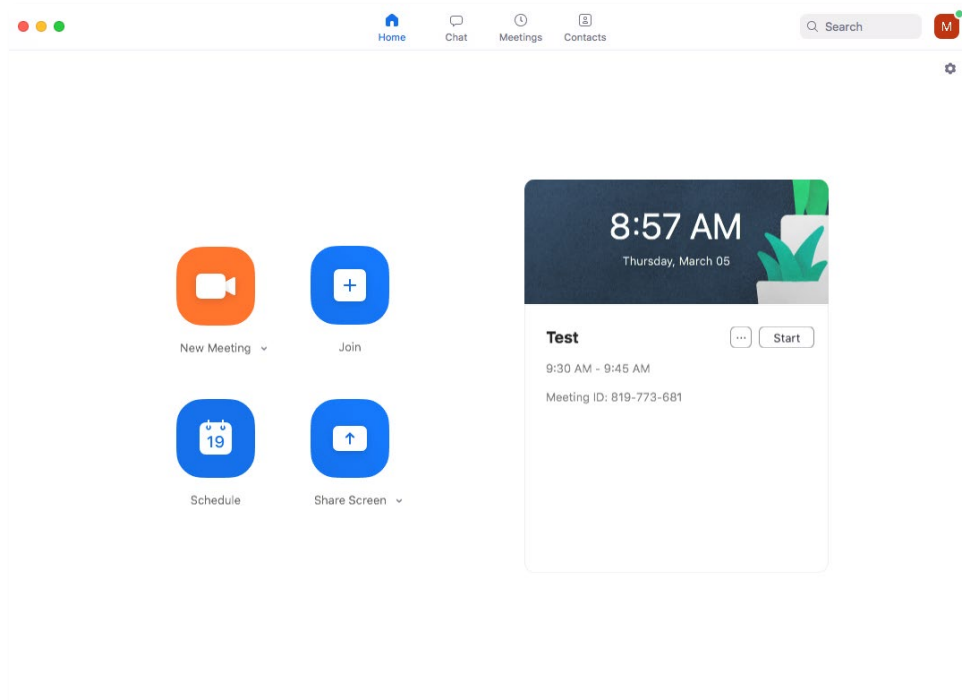 Home
Chat
Meetings
Contacts
Search
M
8:57 AM
Thursday, March 05
New Meeting
Join
Test
...
Start
9:30 AM - 9:45 AM
Meeting ID: 819-773-681
19
Schedule
Share Screen